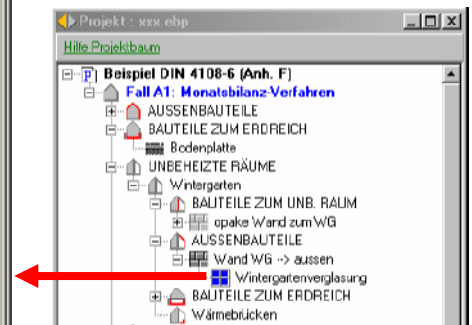 Projekt : xxx.ebp
Hilfe Projektbaum
Beispiel DIN 4108-6 (Anh. F)
Fall A1: Monatsbilanz-Verfahren
AUSSENBAUTEILE
BAUTEILE ZUM ERDREICH
Bodenplatte
UNBEHEIZTE RÄUME
Wintergarten
BAUTEILE ZUM UNB. RAUM
opake Wand zum WG
AUSSENBAUTEILE
Wand WG --> aussen
Wintergartenverglasung
BAUTEILE ZUM ERDREICH
Wärmebrücken